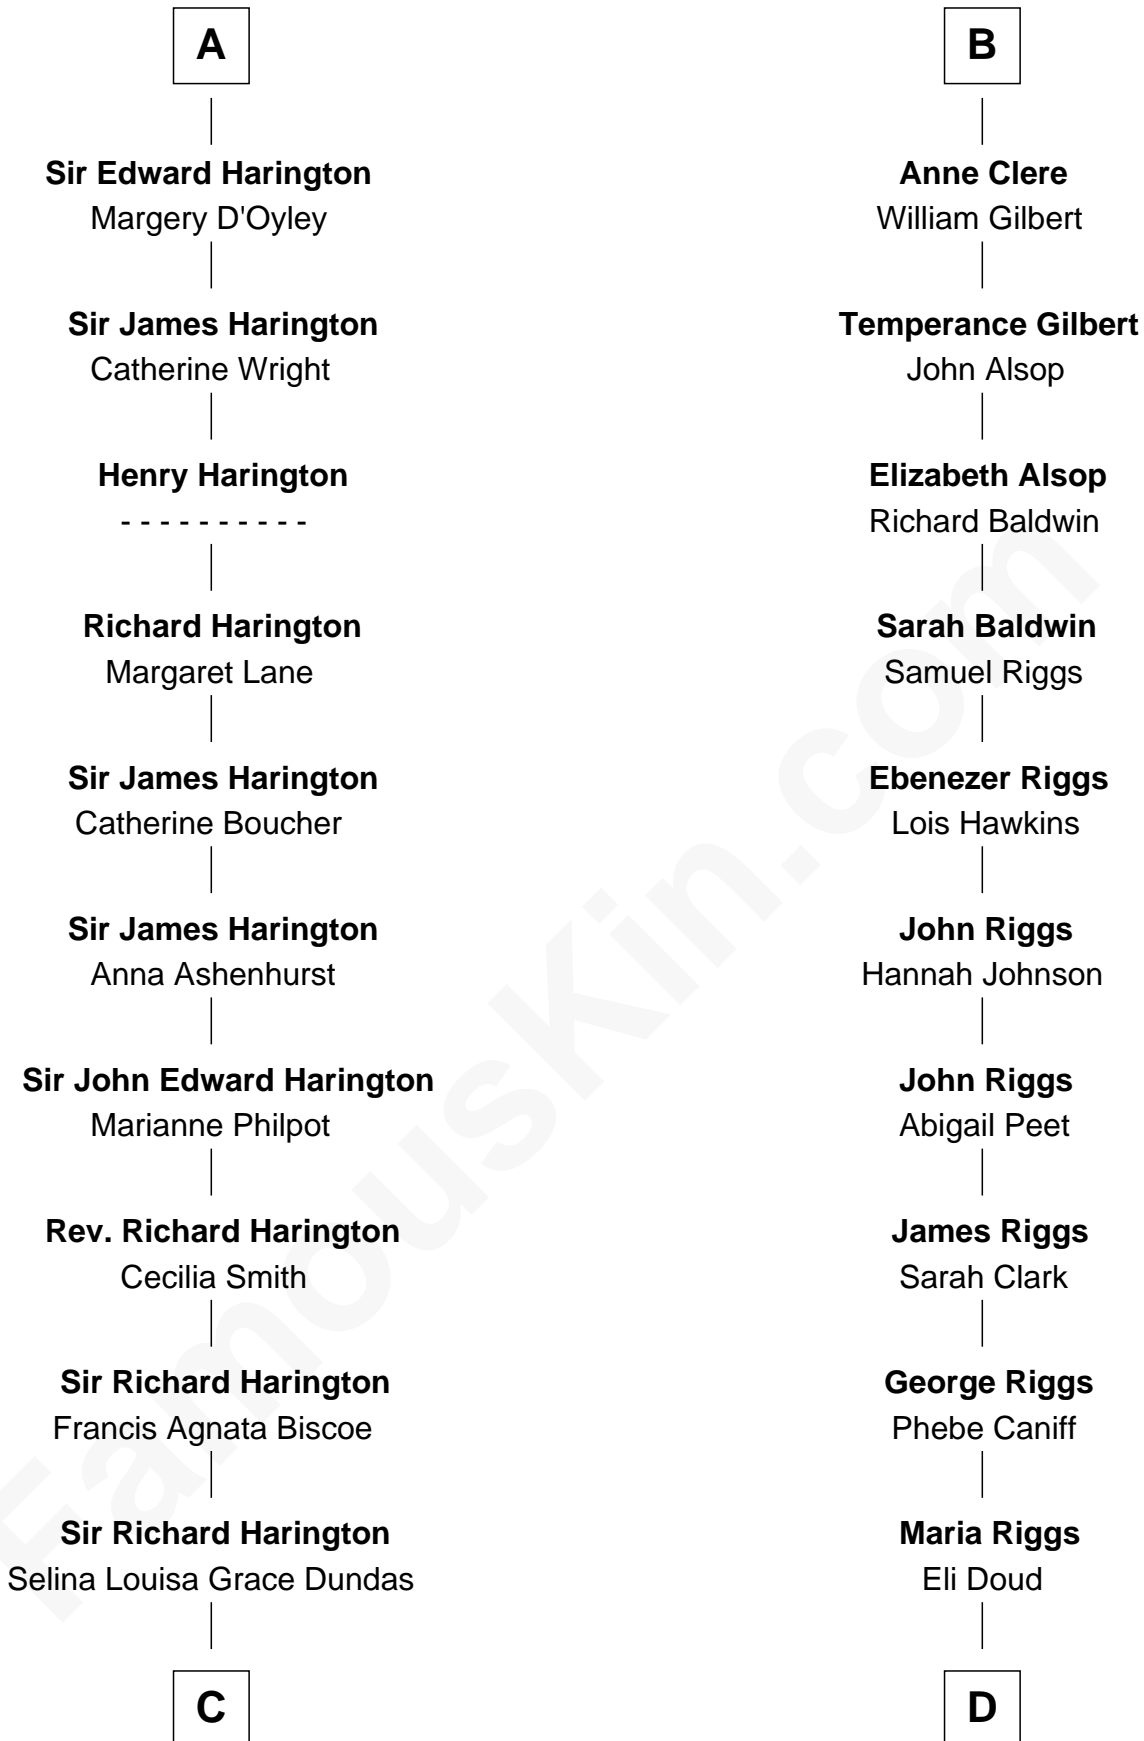 A
Sir Edward Harington
Margery D'Oyley
Sir James Harington
Catherine Wright
Henry Harington
- - - - - - - - - -
Richard Harington
Margaret Lane
Sir James Harington
Catherine Boucher
Sir James Harington
Anna Ashenhurst
Sir John Edward Harington
Marianne Philpot
Rev. Richard Harington
Cecilia Smith
Sir Richard Harington
Francis Agnata Biscoe
Sir Richard Harington
Selina Louisa Grace Dundas
C
B
Anne Clere
William Gilbert
Temperance Gilbert
John Alsop
Elizabeth Alsop
Richard Baldwin
Sarah Baldwin
Samuel Riggs
Ebenezer Riggs
Lois Hawkins
John Riggs
Hannah Johnson
John Riggs
Abigail Peet
James Riggs
Sarah Clark
George Riggs
Phebe Caniff
Maria Riggs
Eli Doud
D
FamousKin.com